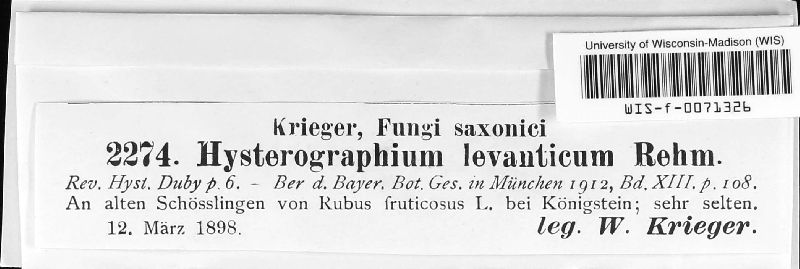 University of Wisconsin-Madison (WIS)
WIS-f-0071326
Krieger, Fungi saxonici
2274. Hysterographium levanticum Rehm.
Rev. Hyst. Duby p. 6. – Ber d. Bayer. Bot. Ges. in München 1912, Bd. XIII. p. 108.
An alten Schösslingen von Rubus fruticosus L. bei Königstein; sehr selten.
12. März 1898.
leg. W. Krieger.